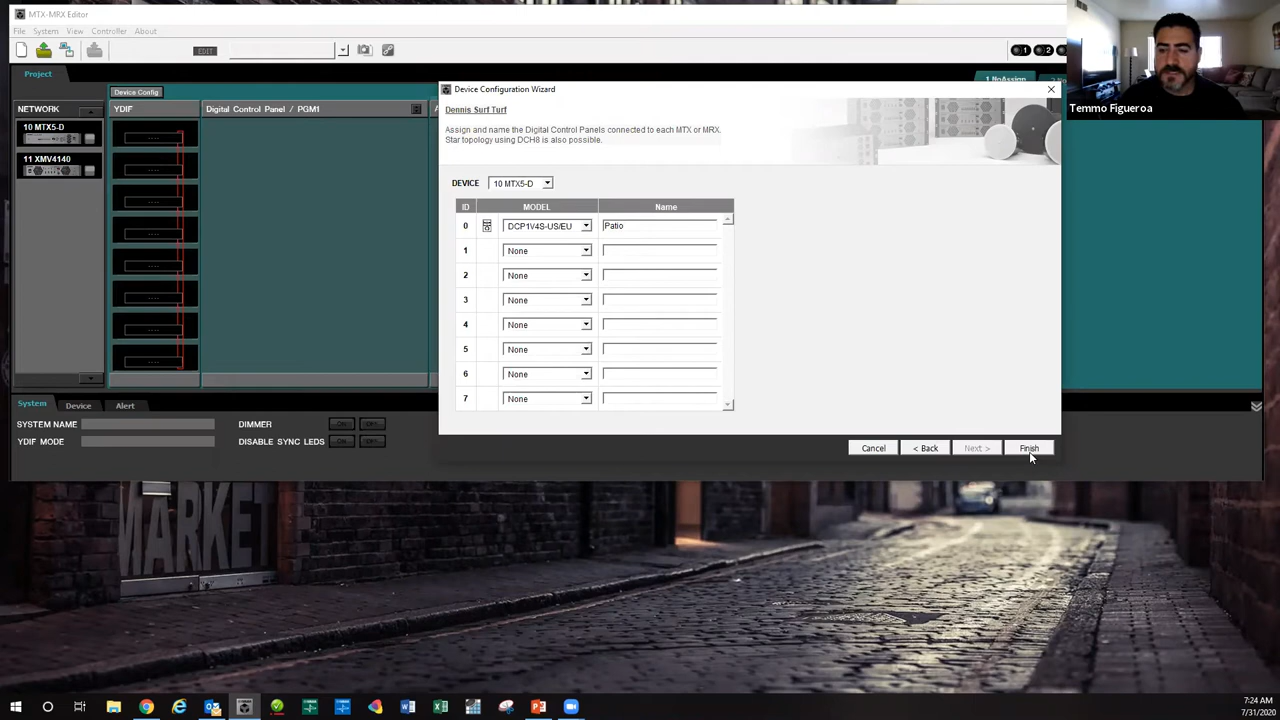 MTX-MRX Editor
File System View Controller About
EDIT
1 2
Project
1 NoAssign
Device Config
NETWORK
YDIF
Digital Control Panel / PGM1
10 MTX5-D
11 XMV4140
Device Configuration Wizard
Dennis Surf Turf
Assign and name the Digital Control Panels connected to each MTX or MRX.
Star topology using DCH8 is also possible.
DEVICE 10 MTX5-D
ID MODEL Name
0 DCP1V4S-US/EU Patio
1 None
2 None
3 None
4 None
5 None
6 None
7 None
Cancel < Back Next > Finish
System Device Alert
SYSTEM NAME DIMMER
YDIF MODE DISABLE SYNC LEDS
Temmo Figueroa
MARKET
7:24 AM
7/31/2020